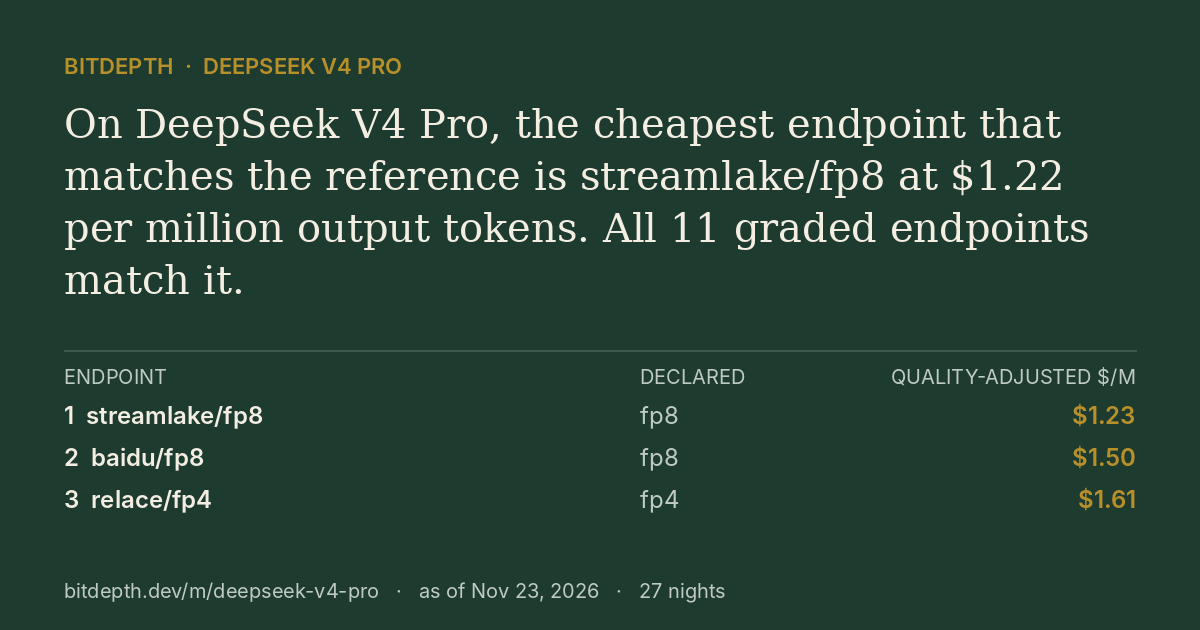 BITDEPTH · DEEPSEEK V4 PRO
On DeepSeek V4 Pro, the cheapest endpoint that
matches the reference is streamlake/fp8 at $1.22
per million output tokens. All 11 graded endpoints
match it.
ENDPOINT DECLARED QUALITY-ADJUSTED $/M
1 streamlake/fp8 fp8 $1.23
2 baidu/fp8 fp8 $1.50
3 relace/fp4 fp4 $1.61
bitdepth.dev/m/deepseek-v4-pro · as of Nov 23, 2026 · 27 nights